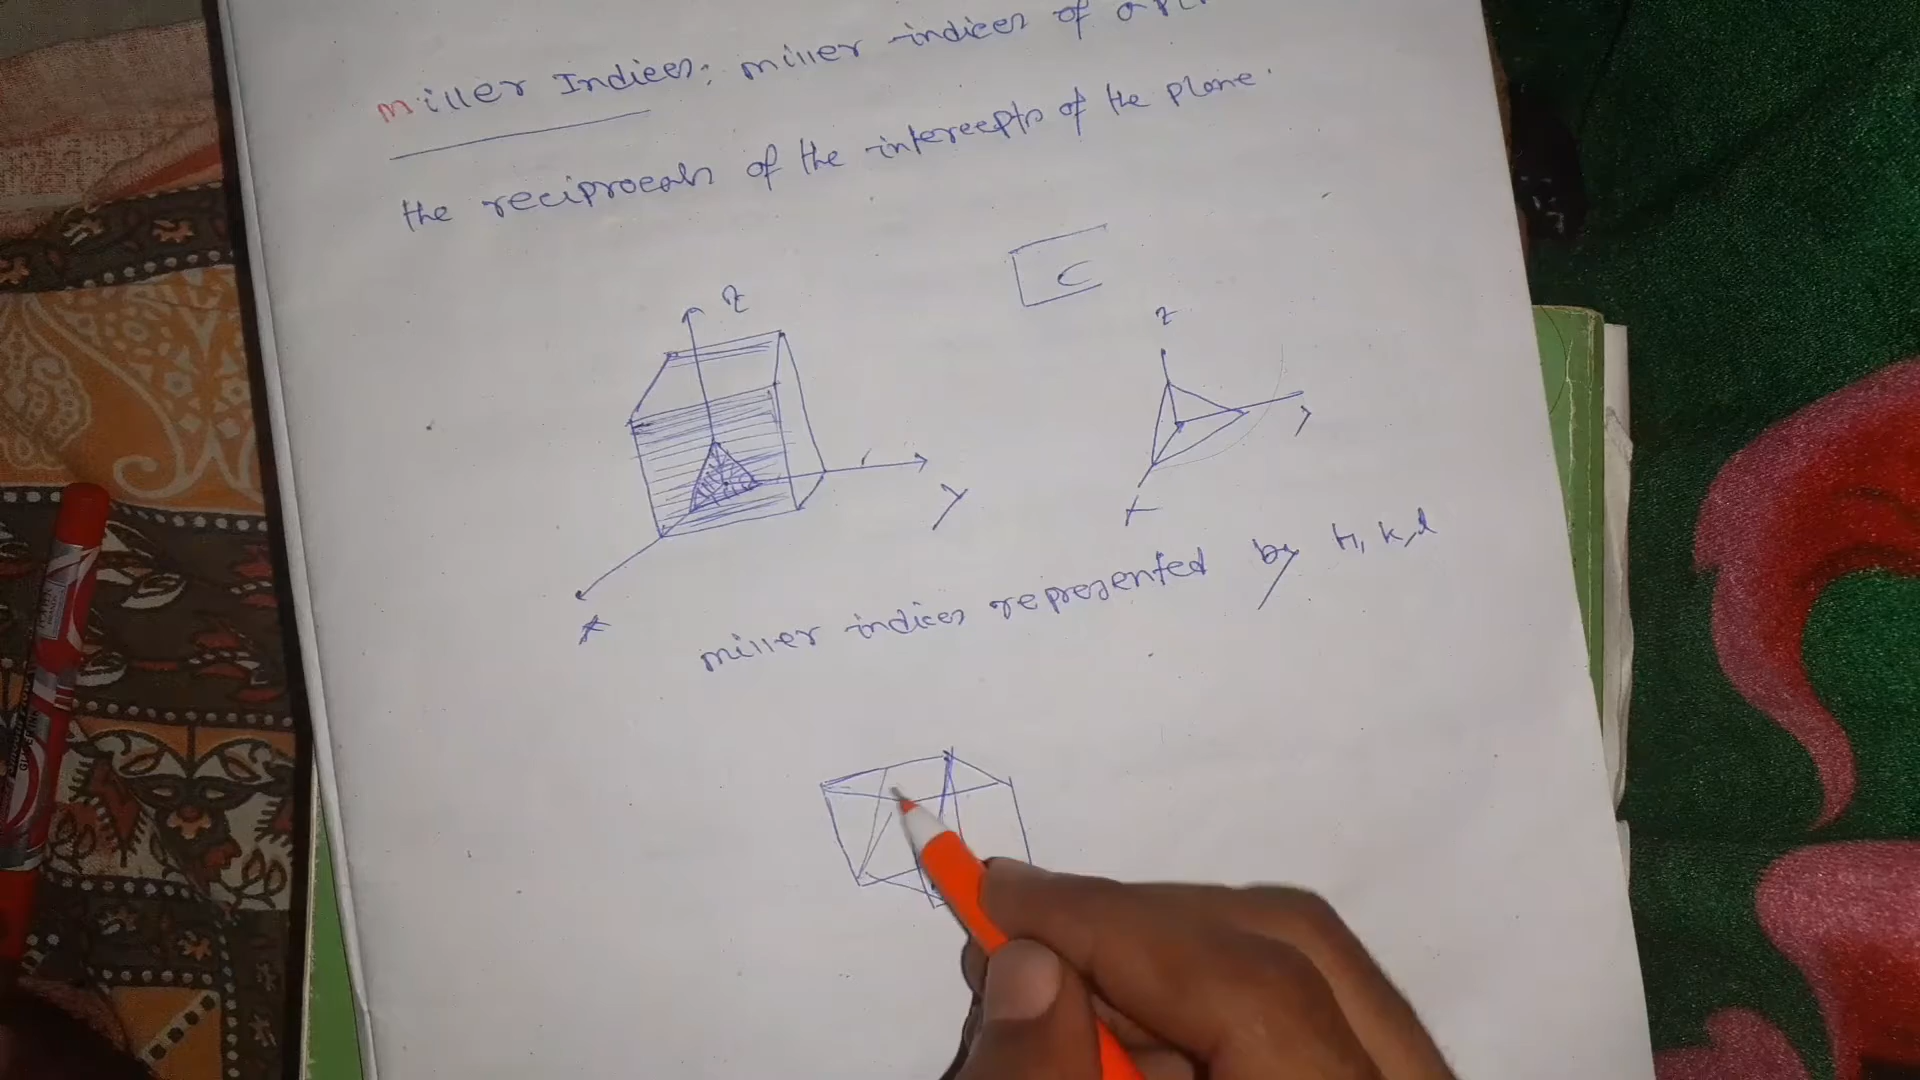 Miller Indices: miller indices of a
the reciprocals of the intercepts of the plane.
C
z
z
y
y
x
x
miller indices represented by h, k, l